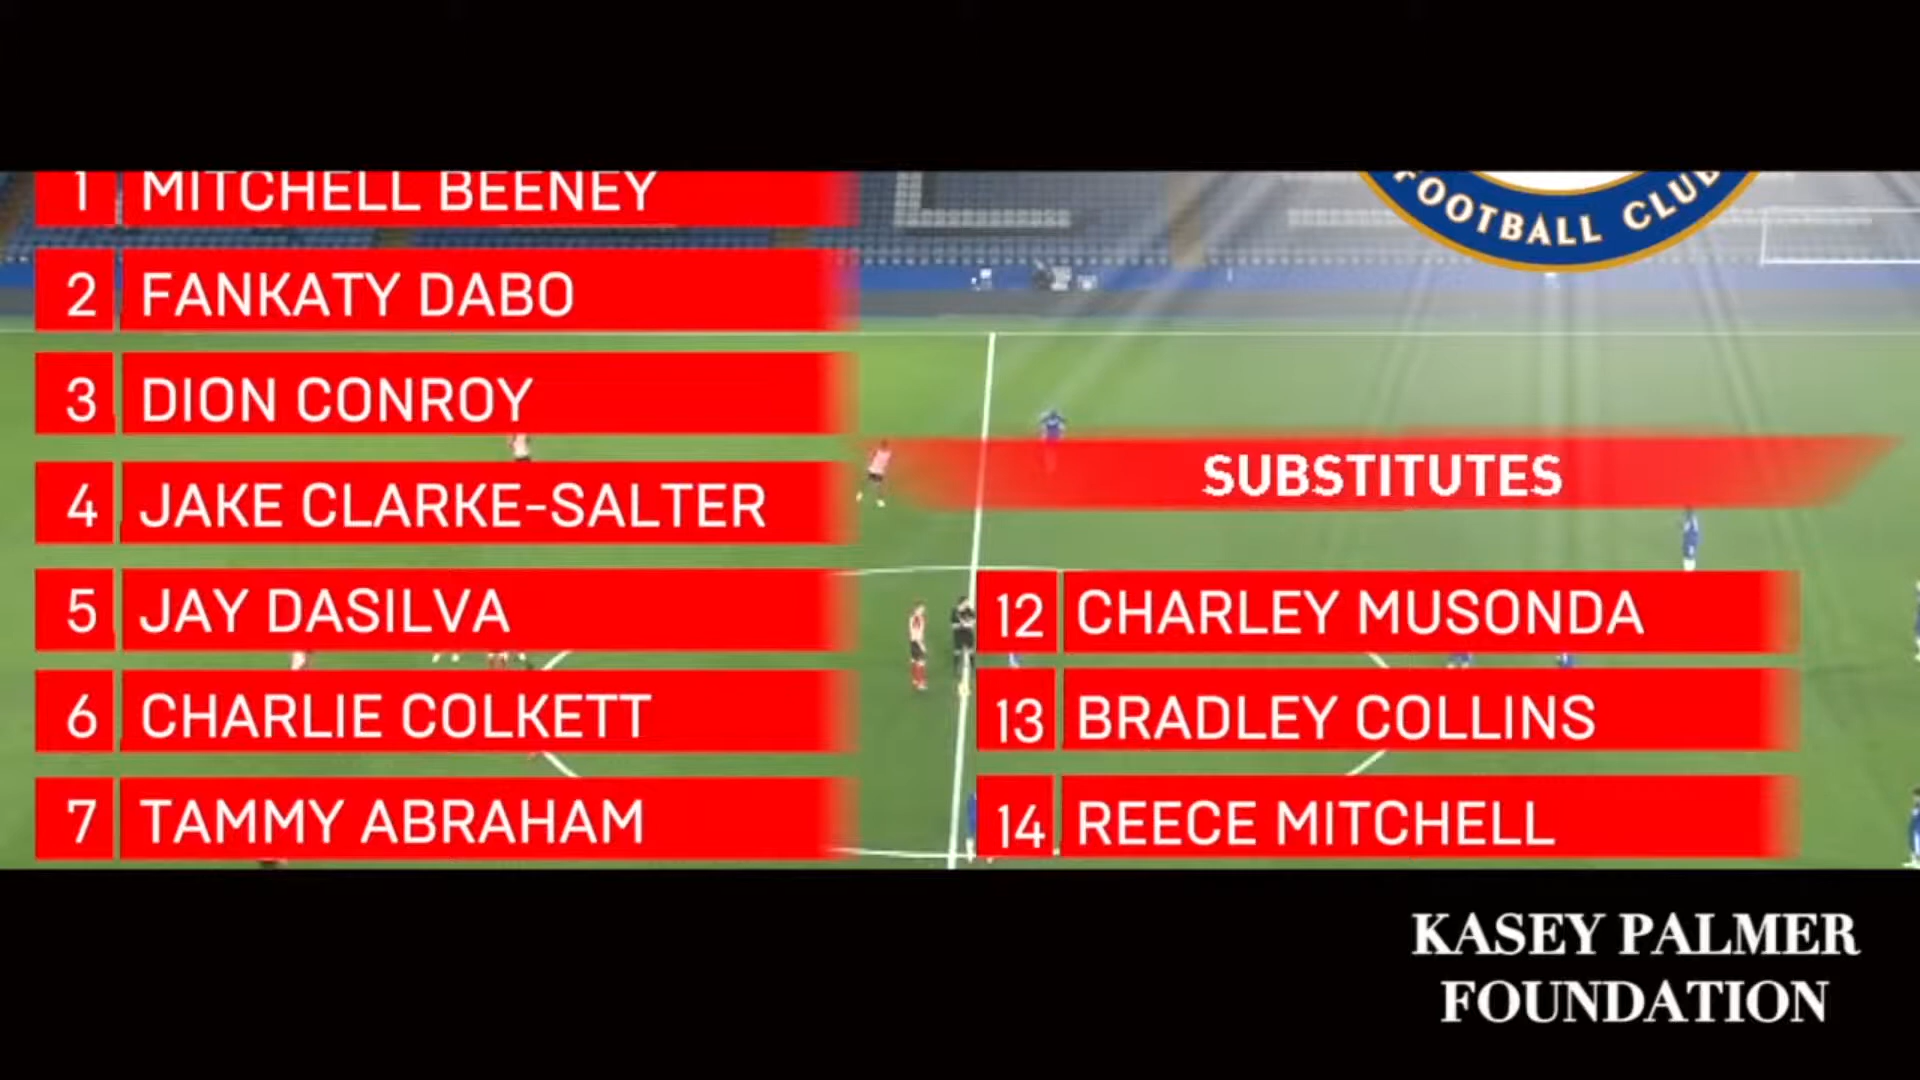 1 MITCHELL BEENEY
2 FANKATY DABO
3 DION CONROY
4 JAKE CLARKE-SALTER
5 JAY DASILVA
6 CHARLIE COLKETT
7 TAMMY ABRAHAM
FOOTBALL CLUB
SUBSTITUTES
12 CHARLEY MUSONDA
13 BRADLEY COLLINS
14 REECE MITCHELL
KASEY PALMER
FOUNDATION